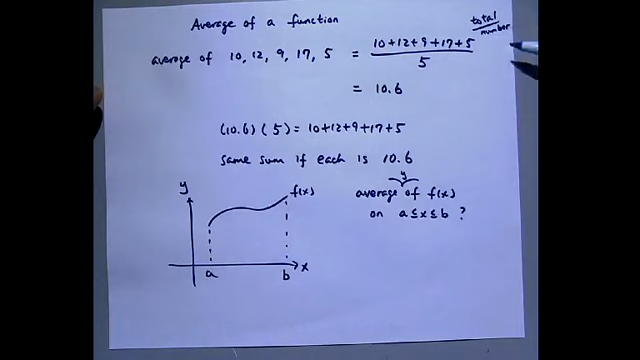 Average of a function
total
number
average of 10, 12, 9, 17, 5 = 10+12+9+17+5
5
= 10.6
(10.6)(5) = 10+12+9+17+5
same sum if each is 10.6
y
f(x)
a
b
x
y
average of f(x)
on a≤x≤b ?